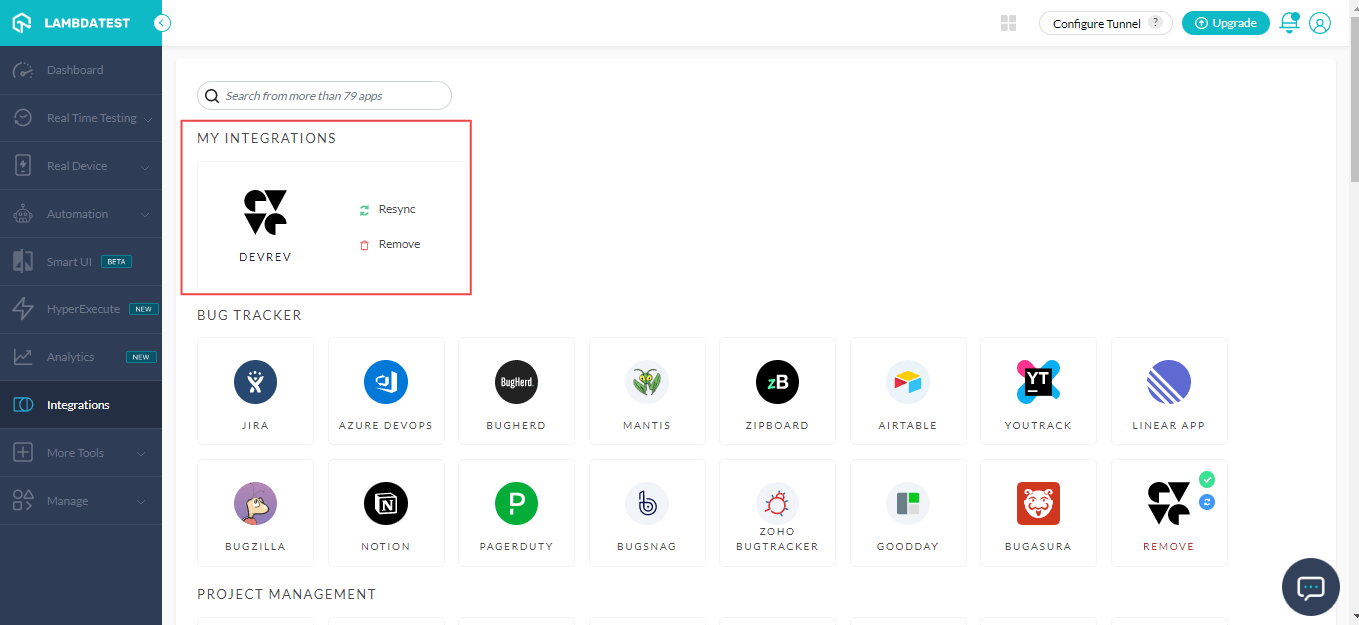 LAMBDATEST
Configure Tunnel ?
Upgrade
Dashboard
Real Time Testing
Real Device
Automation
Smart UI BETA
HyperExecute NEW
Analytics NEW
Integrations
More Tools
Manage
Search from more than 79 apps
MY INTEGRATIONS
DEVREV
Resync
Remove
BUG TRACKER
BugHerd.
zB
YT
JIRA
AZURE DEVOPS
BUGHERD
MANTIS
ZIPBOARD
AIRTABLE
YOUTRACK
LINEAR APP
N
P
b
BUGZILLA
NOTION
PAGERDUTY
BUGSNAG
ZOHO
BUGTRACKER
GOODDAY
BUGASURA
REMOVE
PROJECT MANAGEMENT